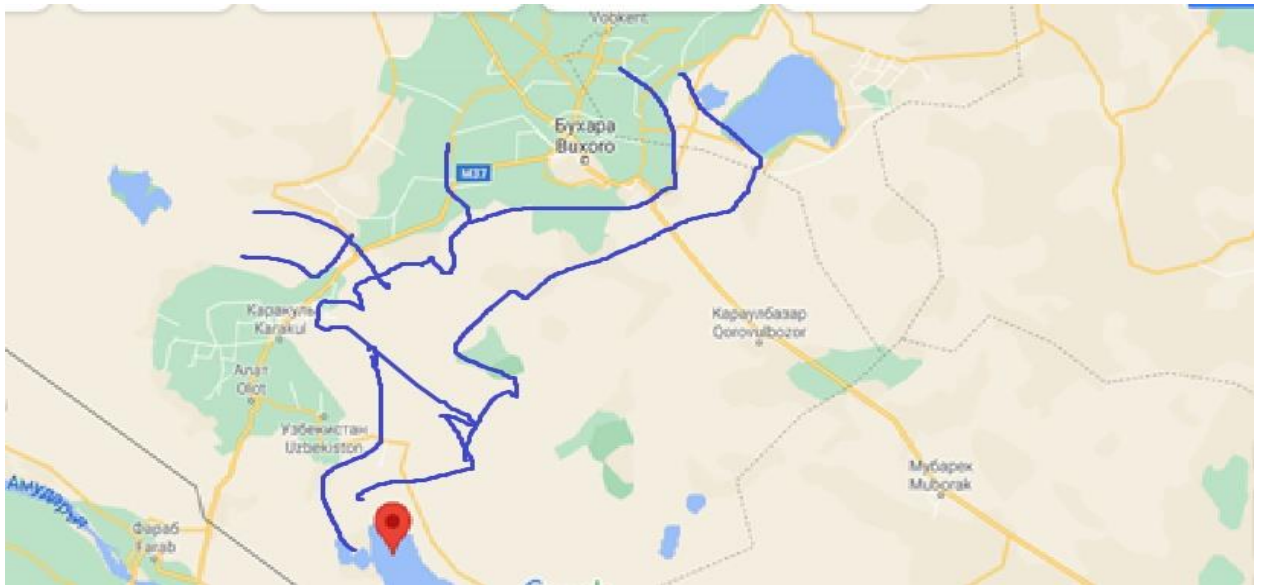 Vobkent
Бухара
Buxoro
M37
Каракуль
Karakul
Караулбазар
Qorovulbozor
Алат
Olot
Узбекистан
Uzbekiston
Мубарек
Muborak
Амударья
Фараб
Farab